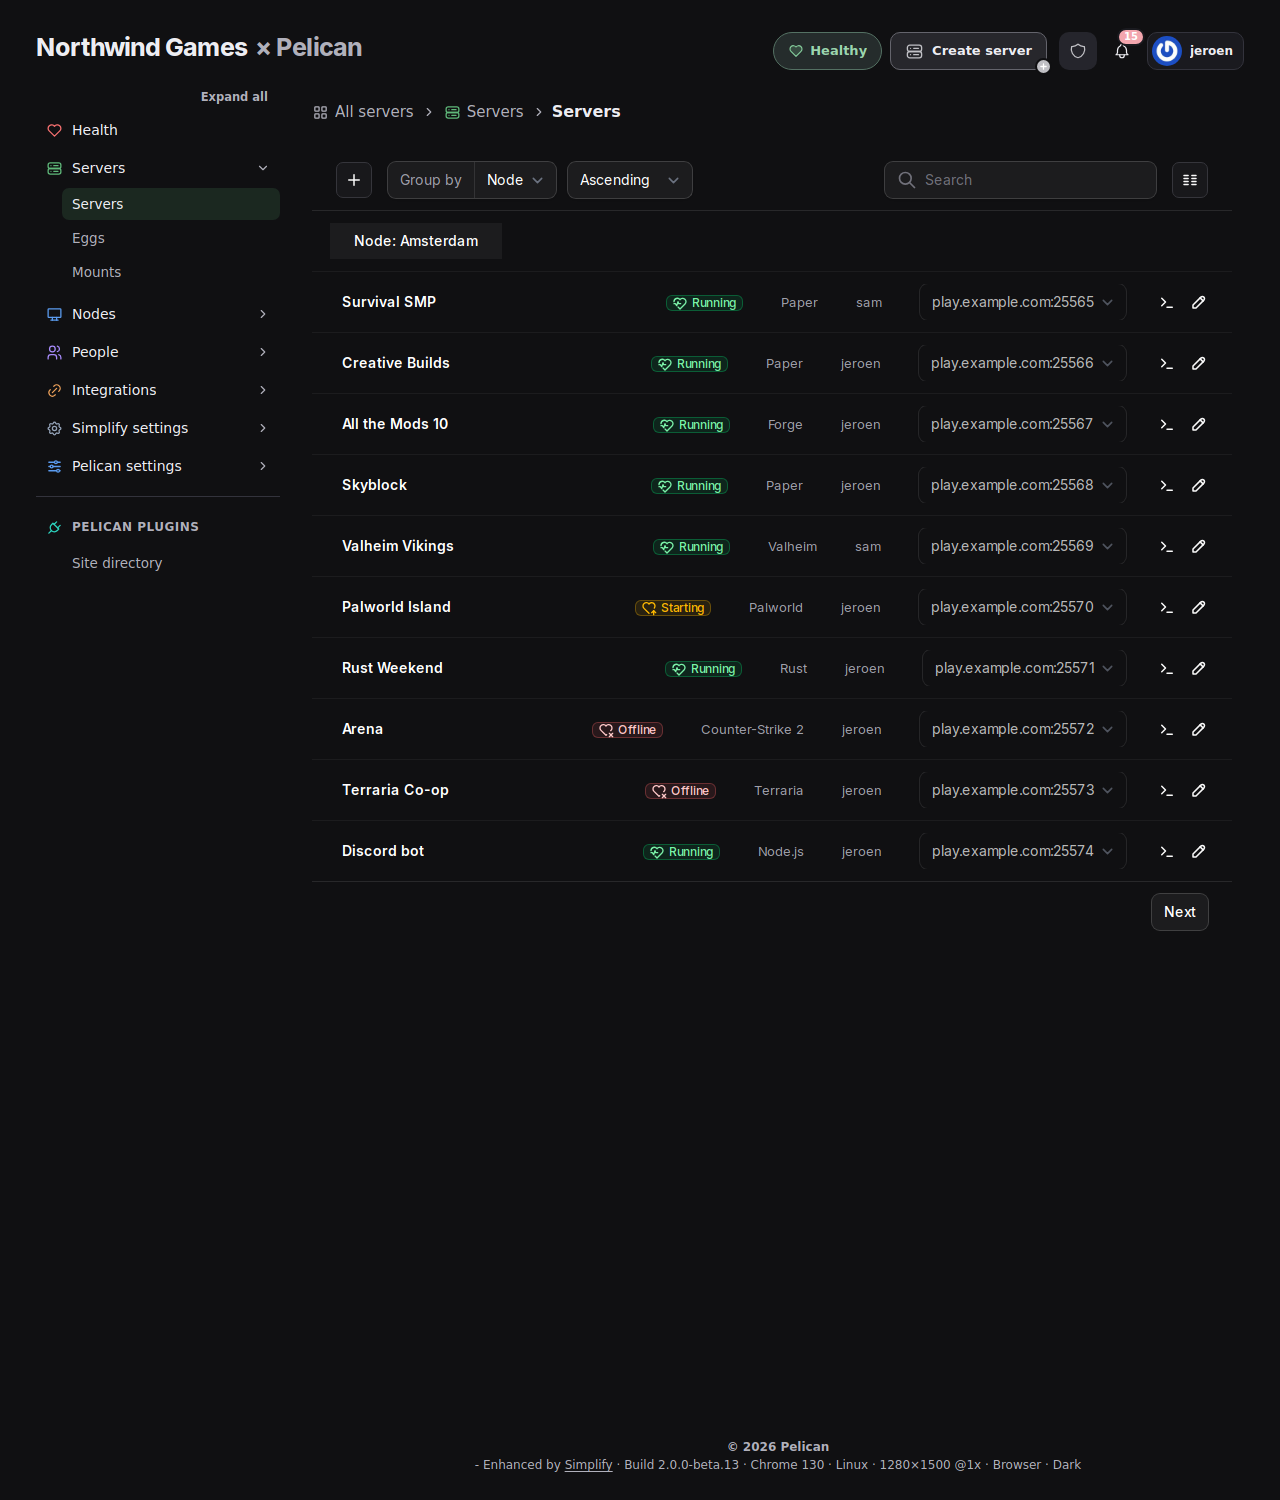 Northwind Games × Pelican
Healthy
Create server
15
jeroen
Expand all
Health
Servers
Servers
Eggs
Mounts
Nodes
People
Integrations
Simplify settings
Pelican settings
PELICAN PLUGINS
Site directory
All servers > Servers > Servers
Group by Node Ascending Search
Node: Amsterdam
Survival SMP Running Paper sam play.example.com:25565
Creative Builds Running Paper jeroen play.example.com:25566
All the Mods 10 Running Forge jeroen play.example.com:25567
Skyblock Running Paper jeroen play.example.com:25568
Valheim Vikings Running Valheim sam play.example.com:25569
Palworld Island Starting Palworld jeroen play.example.com:25570
Rust Weekend Running Rust jeroen play.example.com:25571
Arena Offline Counter-Strike 2 jeroen play.example.com:25572
Terraria Co-op Offline Terraria jeroen play.example.com:25573
Discord bot Running Node.js jeroen play.example.com:25574
Next
© 2026 Pelican
- Enhanced by Simplify · Build 2.0.0-beta.13 · Chrome 130 · Linux · 1280×1500 @1x · Browser · Dark